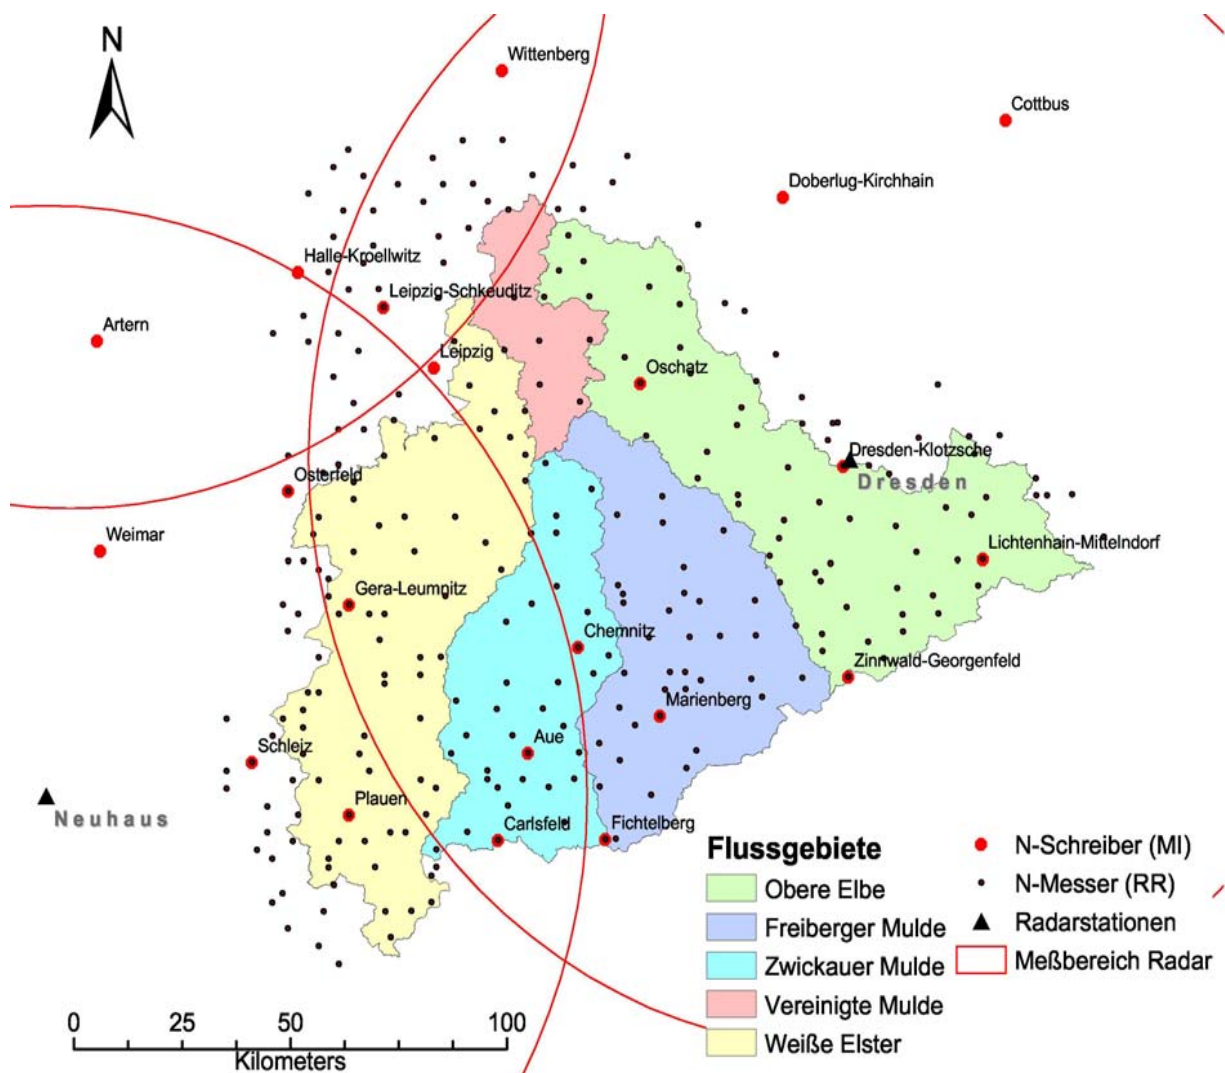 N
Wittenberg
Cottbus
Doberlug-Kirchhain
Halle-Kroellwitz
Leipzig-Schkeuditz
Artern
Leipzig
Oschatz
Dresden-Klotzsche
Dresden
Osterfeld
Weimar
Lichtenhain-Mittelndorf
Gera-Leumnitz
Chemnitz
Zinnwald-Georgenfeld
Marienberg
Schleiz
Aue
Plauen
Neuhaus
Carlsfeld
Fichtelberg
Flussgebiete
Obere Elbe
Freiberger Mulde
Zwickauer Mulde
Vereinigte Mulde
Weiße Elster
N-Schreiber (MI)
N-Messer (RR)
Radarstationen
Meßbereich Radar
0 25 50 100
Kilometers